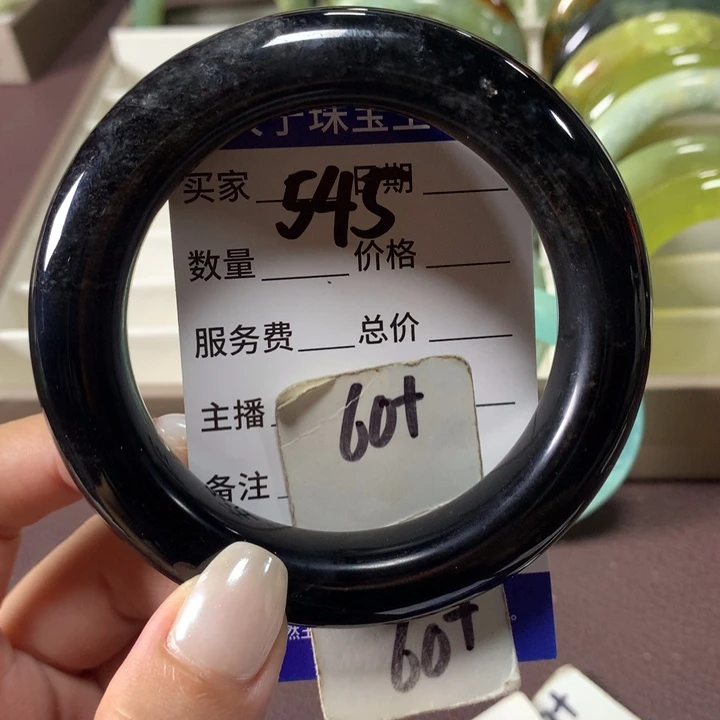 珠宝
买家 545 日期
数量 价格
服务费 总价
60+
主播
备注
60+